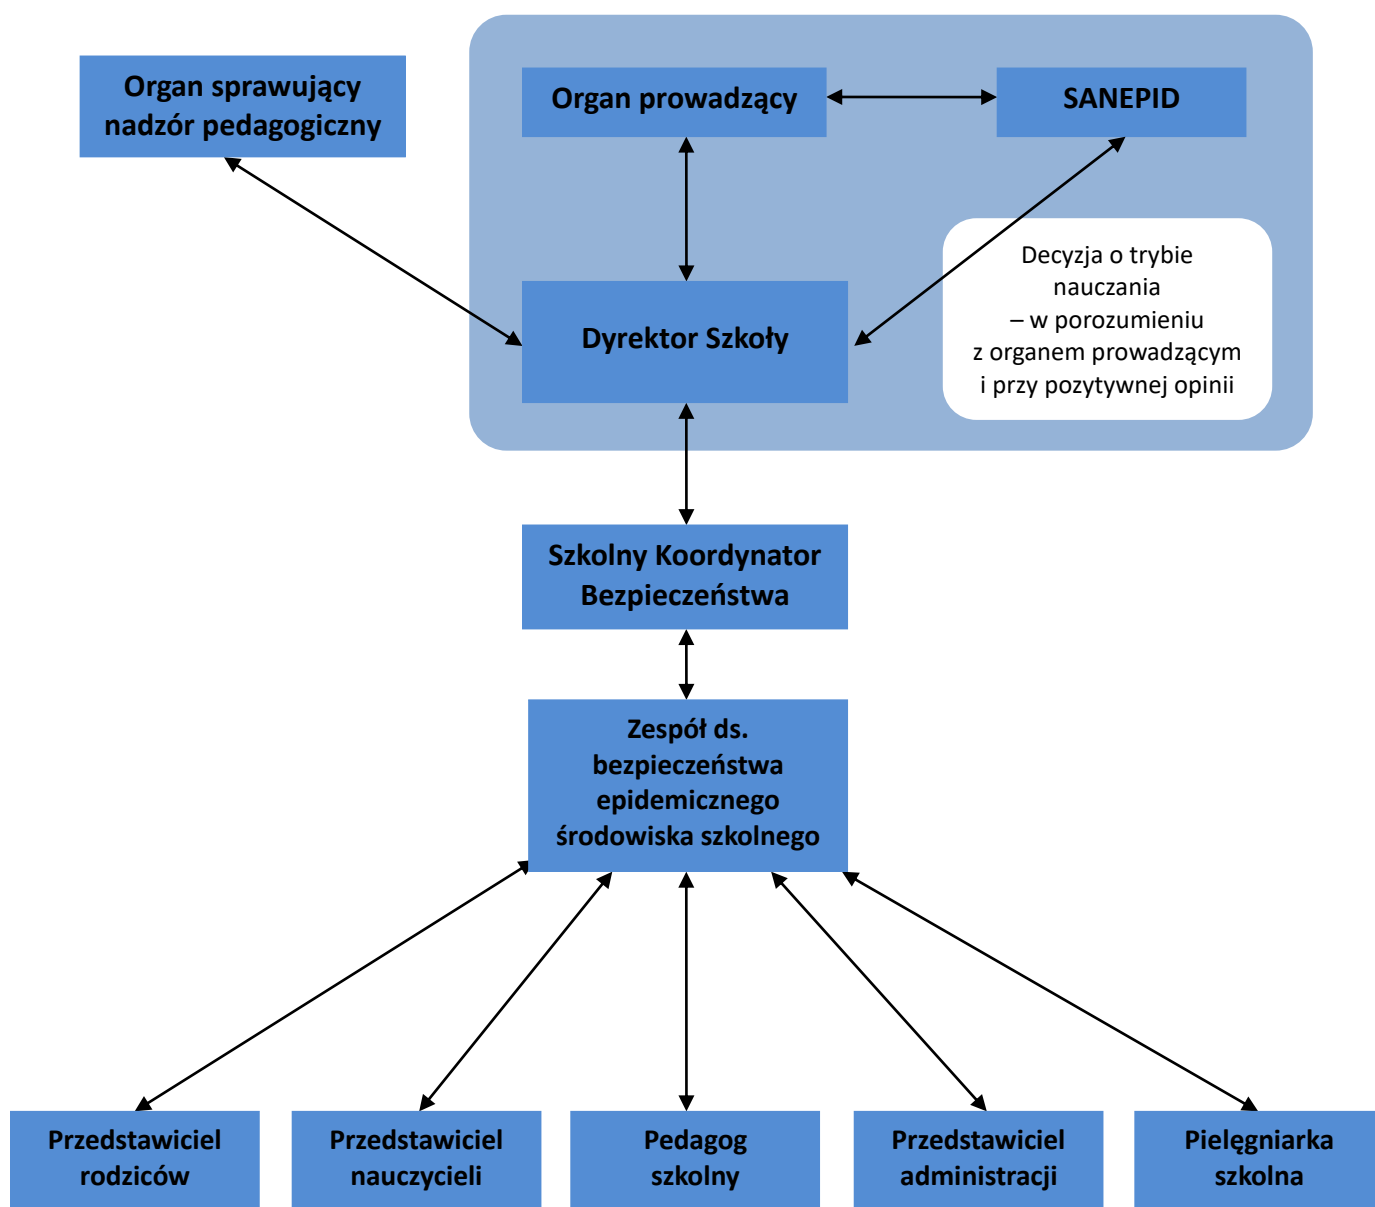 Organ sprawujący
nadzór pedagogiczny
Organ prowadzący
SANEPID
Decyzja o trybie
nauczania
– w porozumieniu
z organem prowadzącym
i przy pozytywnej opinii
Dyrektor Szkoły
Szkolny Koordynator
Bezpieczeństwa
Zespół ds.
bezpieczeństwa
epidemicznego
środowiska szkolnego
Przedstawiciel
rodziców
Przedstawiciel
nauczycieli
Pedagog
szkolny
Przedstawiciel
administracji
Pielęgniarka
szkolna